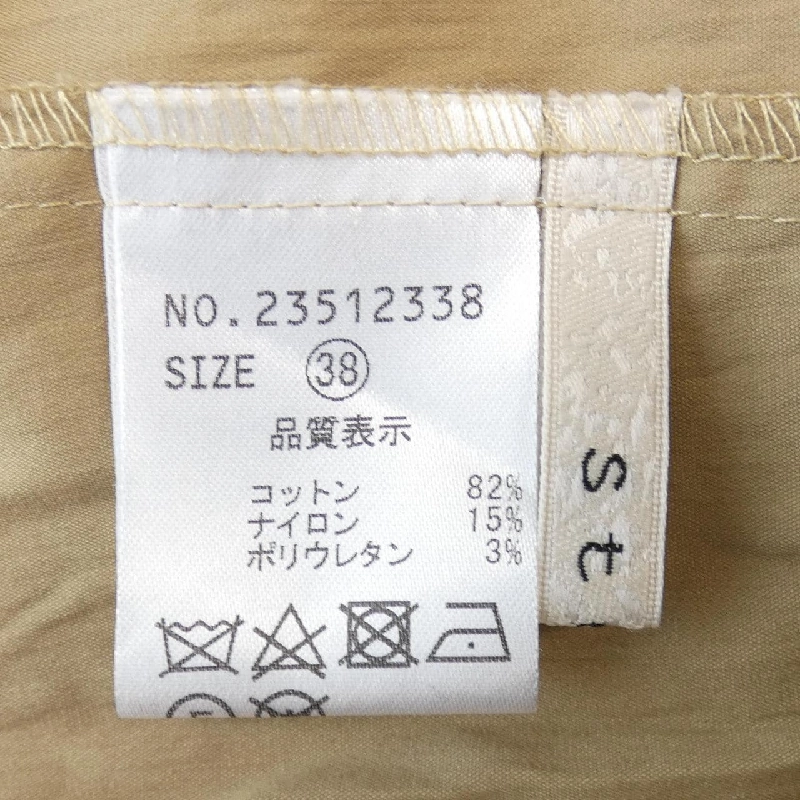 NO.23512338
SIZE 38
品質表示
コットン 82%
ナイロン 15%
ポリウレタン 3%
St